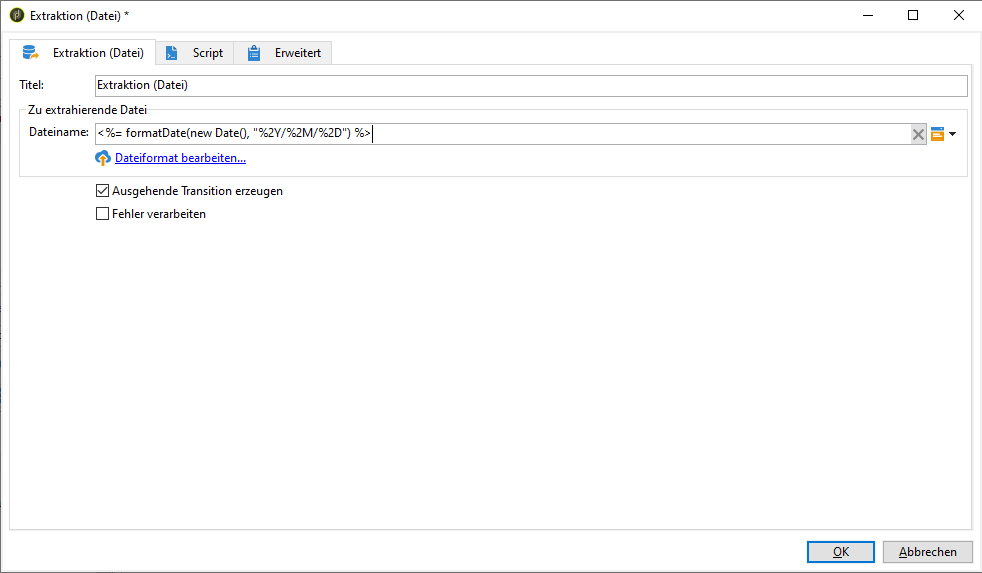 Extraktion (Datei) *
Extraktion (Datei) Script Erweitert
Titel: Extraktion (Datei)
Zu extrahierende Datei
Dateiname: <%= formatDate(new Date(), "%2Y/%2M/%2D") %>
Dateiformat bearbeiten...
Ausgehende Transition erzeugen
Fehler verarbeiten
OK Abbrechen